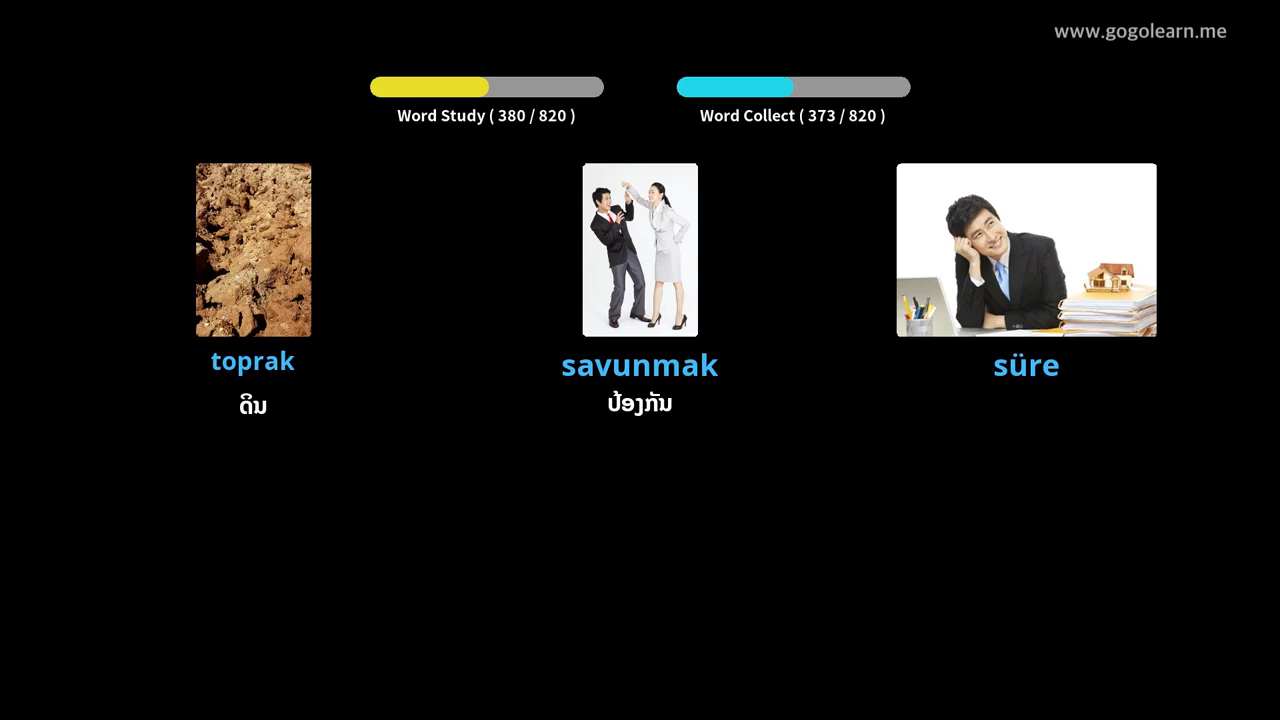 www.gogolearn.me
Word Study ( 380 / 820 )
Word Collect ( 373 / 820 )
toprak
ດິນ
savunmak
ປ້ອງກັນ
süre